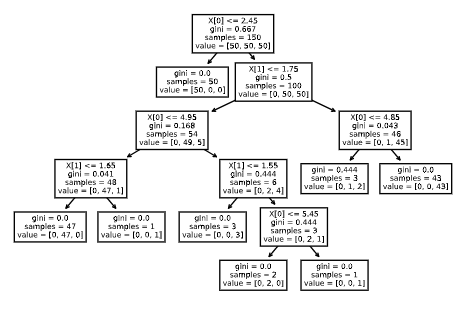 X[0] <= 2.45
gini = 0.667
samples = 150
value = [50, 50, 50]
gini = 0.0
samples = 50
value = [50, 0, 0]
X[1] <= 1.75
gini = 0.5
samples = 100
value = [0, 50, 50]
X[0] <= 4.95
gini = 0.168
samples = 54
value = [0, 49, 5]
X[0] <= 4.85
gini = 0.043
samples = 46
value = [0, 1, 45]
X[1] <= 1.65
gini = 0.041
samples = 48
value = [0, 47, 1]
X[1] <= 1.55
gini = 0.444
samples = 6
value = [0, 2, 4]
gini = 0.444
samples = 3
value = [0, 1, 2]
gini = 0.0
samples = 43
value = [0, 0, 43]
gini = 0.0
samples = 47
value = [0, 47, 0]
gini = 0.0
samples = 1
value = [0, 0, 1]
gini = 0.0
samples = 3
value = [0, 0, 3]
X[0] <= 5.45
gini = 0.444
samples = 3
value = [0, 2, 1]
gini = 0.0
samples = 2
value = [0, 2, 0]
gini = 0.0
samples = 1
value = [0, 0, 1]